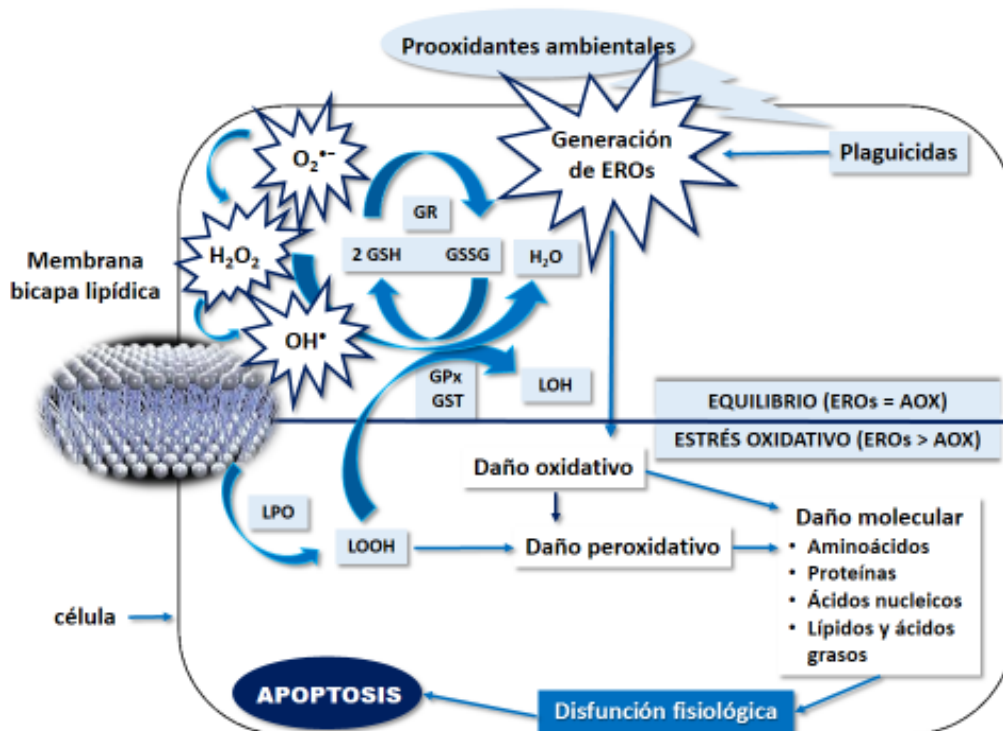 Prooxidantes ambientales
Generación
de EROs
Plaguicidas
O₂•−
H₂O₂
OH•
GR
2 GSH GSSG
H₂O
Membrana
bicapa lipídica
GPx
GST
LOH
EQUILIBRIO (EROs = AOX)
ESTRÉS OXIDATIVO (EROs > AOX)
Daño oxidativo
LPO
LOOH
Daño peroxidativo
Daño molecular
• Aminoácidos
• Proteínas
• Ácidos nucleicos
• Lípidos y ácidos
grasos
célula
APOPTOSIS
Disfunción fisiológica